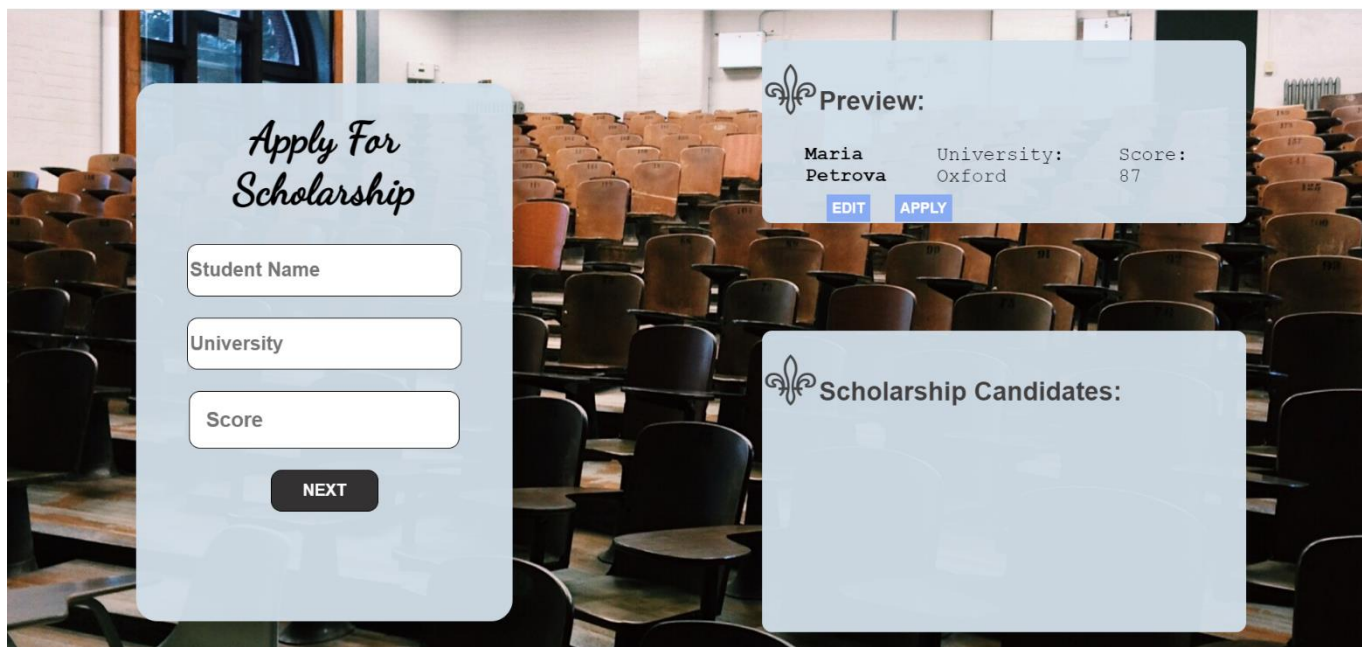 Apply For
Scholarship
Student Name
University
Score
NEXT
Preview:
Maria University: Score:
Petrova Oxford 87
EDIT APPLY
Scholarship Candidates: